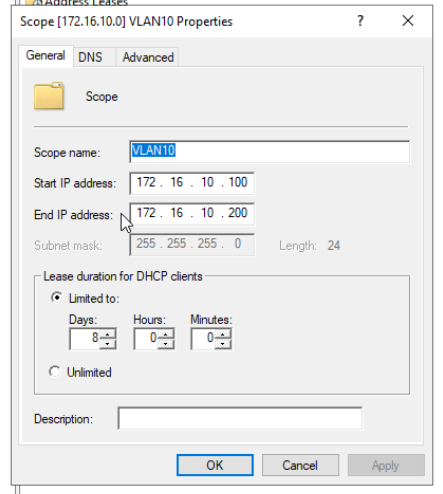 Address Leases
Scope [172.16.10.0] VLAN10 Properties ? ×
General DNS Advanced
Scope
Scope name: VLAN10
Start IP address: 172 . 16 . 10 . 100
End IP address: 172 . 16 . 10 . 200
Subnet mask: 255 . 255 . 255 . 0 Length: 24
Lease duration for DHCP clients
Limited to:
Days: Hours: Minutes:
8 0 0
Unlimited
Description:
OK Cancel Apply